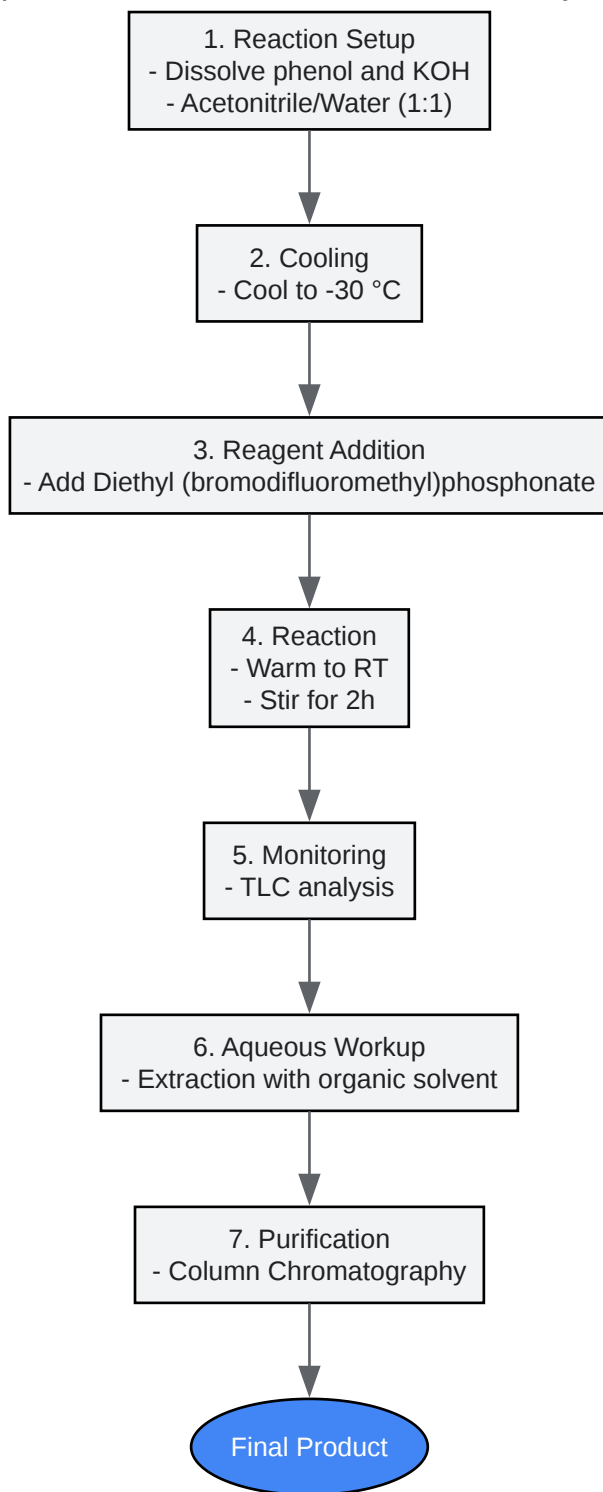 1. Reaction Setup
- Dissolve phenol and KOH
- Acetonitrile/Water (1:1)
2. Cooling
- Cool to -30 °C
3. Reagent Addition
- Add Diethyl (bromodifluoromethyl)phosphonate
4. Reaction
- Warm to RT
- Stir for 2h
5. Monitoring
- TLC analysis
6. Aqueous Workup
- Extraction with organic solvent
7. Purification
- Column Chromatography
Final Product